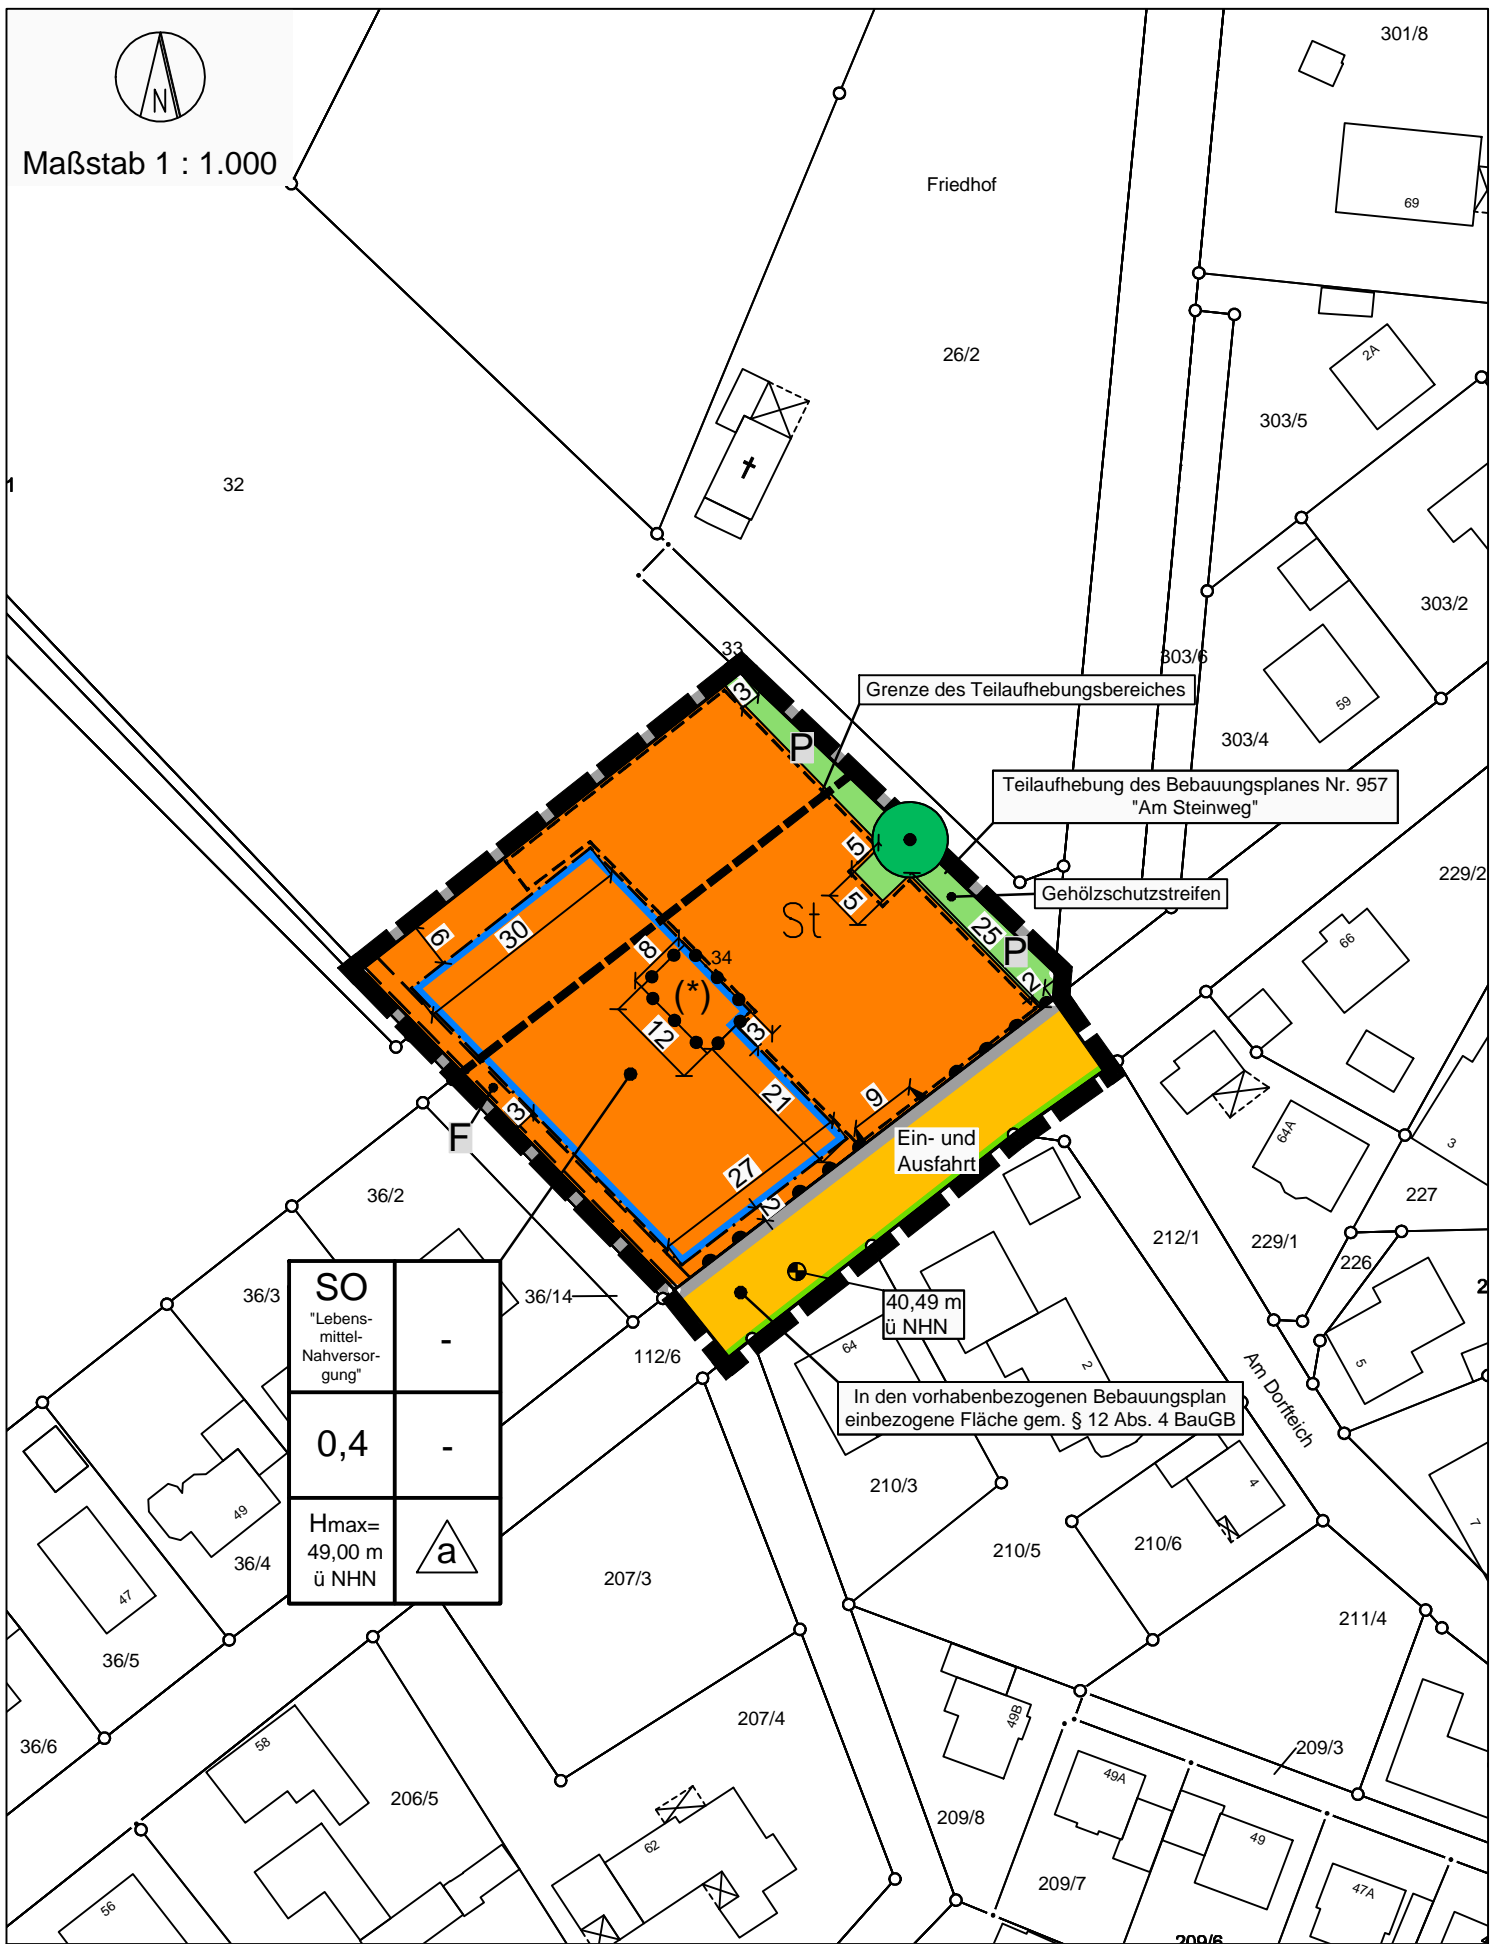 N
Maßstab 1 : 1.000
301/8
Friedhof
69
26/2
2A
303/5
1
32
303/2
33
303/6
59
Grenze des Teilaufhebungsbereiches
303/4
3
P
Teilaufhebung des Bebauungsplanes Nr. 957
"Am Steinweg"
5
229/2
Gehölzschutzstreifen
5
St
25
66
30
6
8
34
P
(*)
2
12
3
3
21
9
F
Ein- und
Ausfahrt
64A
3
27
36/2
227
2
212/1
229/1
226
36/3
36/14
2
SO
"Lebens-
mittel-
Nahversor-
gung"
-
40,49 m
ü NHN
64
2
5
112/6
Am Dorfteich
In den vorhabenbezogenen Bebauungsplan
einbezogene Fläche gem. § 12 Abs. 4 BauGB
0,4
-
210/3
4
49
7
Hmax=
49,00 m
ü NHN
a
210/5
210/6
36/4
207/3
47
211/4
36/5
207/4
49B
36/6
58
209/3
49A
206/5
209/8
49
62
209/7
47A
56
209/6